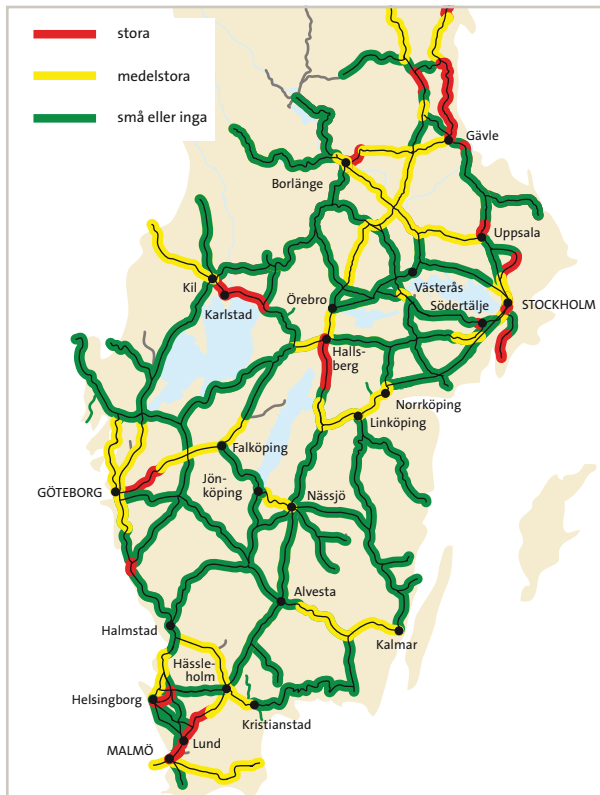 stora
medelstora
små eller inga
Gävle
Borlänge
Uppsala
Kil
Karlstad
Örebro
Västerås
Södertälje
STOCKHOLM
Halls-
berg
Norrköping
Linköping
Falköping
GÖTEBORG
Jön-
köping
Nässjö
Alvesta
Halmstad
Kalmar
Hässle-
holm
Helsingborg
Kristianstad
Lund
MALMÖ